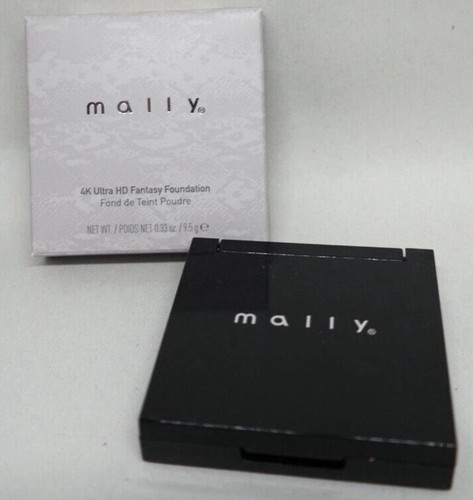 mally®
4K Ultra HD Fantasy Foundation
Fond de Teint Poudre
NET WT. / POIDS NET 0.33 oz. / 9.5 g ℮
mally®